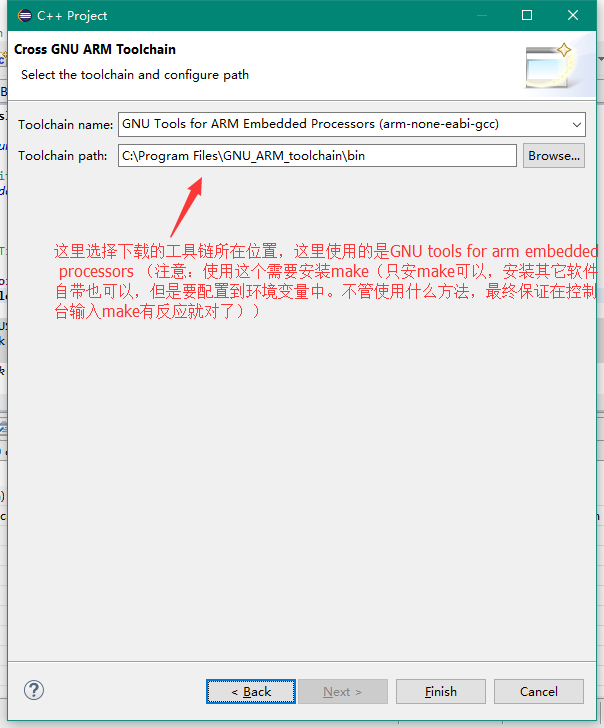 C++ Project
Cross GNU ARM Toolchain
Select the toolchain and configure path
Toolchain name: GNU Tools for ARM Embedded Processors (arm-none-eabi-gcc)
Toolchain path: C:\Program Files\GNU_ARM_toolchain\bin Browse...
这里选择下载的工具链所在位置，这里使用的是GNU tools for arm embedded
processors （注意：使用这个需要安装make（只安make可以，安装其它软件
自带也可以，但是要配置到环境变量中。不管使用什么方法，最终保证在控制
台输入make有反应就对了））
< Back Next > Finish Cancel